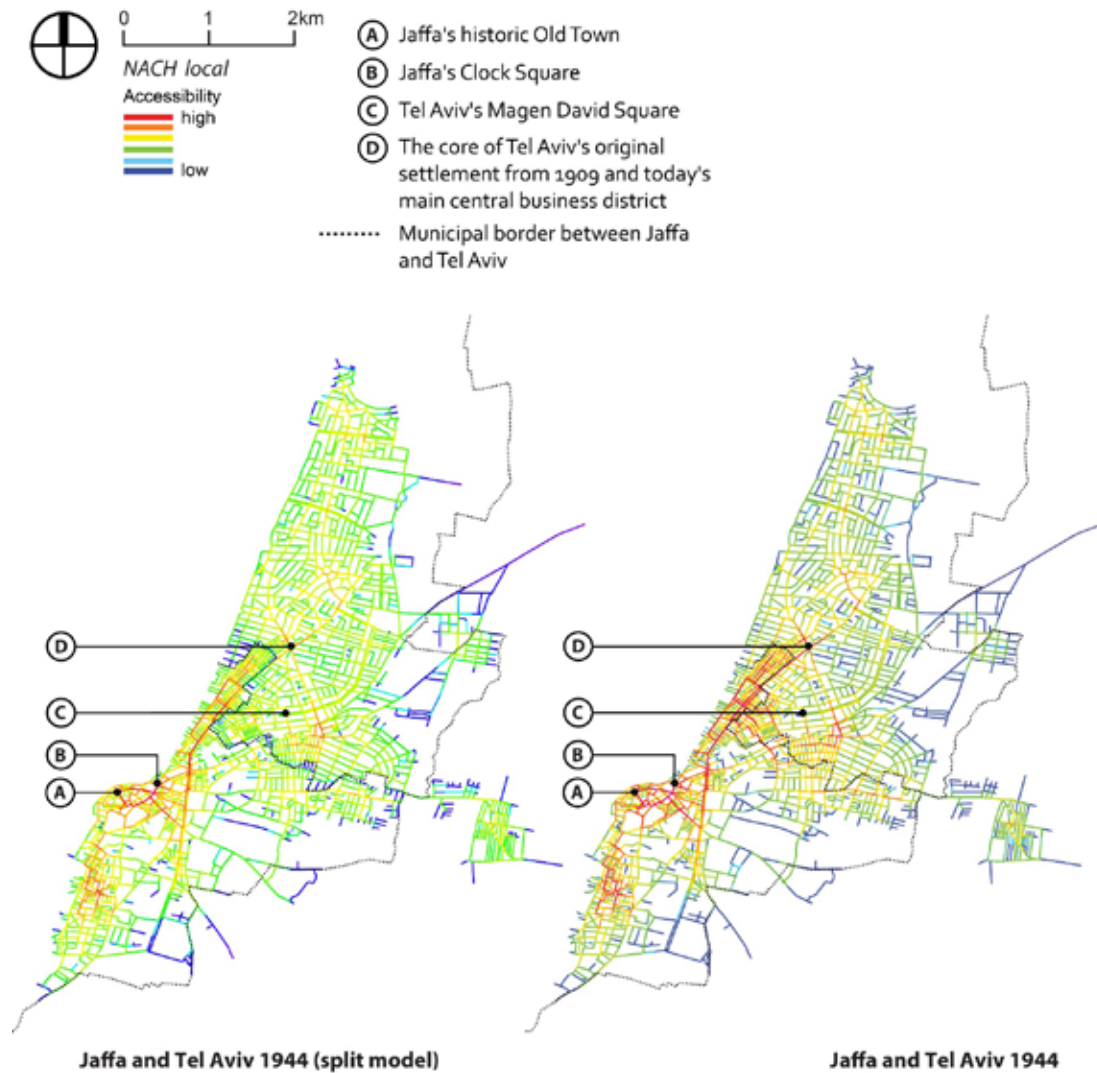 0 1 2km
NACH local
Accessibility
high
low
A Jaffa's historic Old Town
B Jaffa's Clock Square
C Tel Aviv's Magen David Square
D The core of Tel Aviv's original
settlement from 1909 and today's
main central business district
Municipal border between Jaffa
and Tel Aviv
D
C
B
A
D
C
B
A
Jaffa and Tel Aviv 1944 (split model)
Jaffa and Tel Aviv 1944